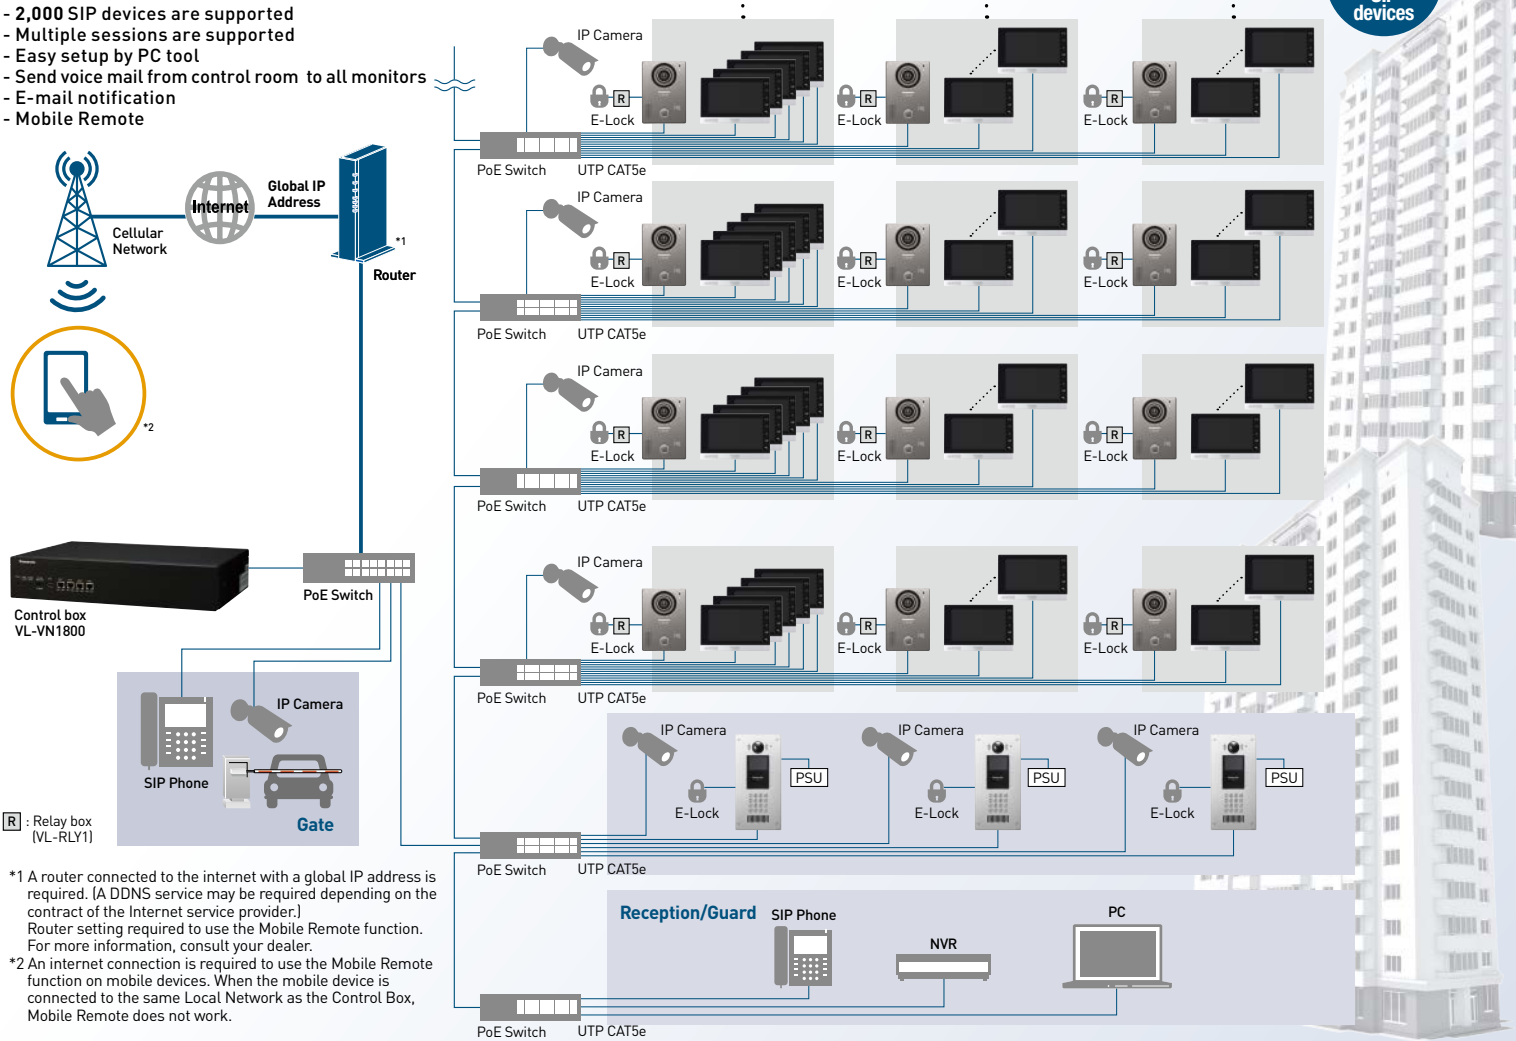 - 2,000 SIP devices are supported
- Multiple sessions are supported
- Easy setup by PC tool
- Send voice mail from control room to all monitors
- E-mail notification
- Mobile Remote
devices
Cellular
Network
Internet
Global IP
Address
*1
Router
*2
Control box
VL-VN1800
PoE Switch
IP Camera
R
E-Lock
R
E-Lock
R
E-Lock
PoE Switch
UTP CAT5e
IP Camera
R
E-Lock
R
E-Lock
R
E-Lock
PoE Switch
UTP CAT5e
IP Camera
R
E-Lock
R
E-Lock
R
E-Lock
PoE Switch
UTP CAT5e
IP Camera
R
E-Lock
R
E-Lock
R
E-Lock
PoE Switch
UTP CAT5e
IP Camera
PSU
E-Lock
IP Camera
PSU
E-Lock
IP Camera
PSU
E-Lock
PoE Switch
UTP CAT5e
Reception/Guard
SIP Phone
NVR
PC
PoE Switch
UTP CAT5e
IP Camera
SIP Phone
Gate
R : Relay box
(VL-RLY1)
*1 A router connected to the internet with a global IP address is
required. (A DDNS service may be required depending on the
contract of the Internet service provider.)
Router setting required to use the Mobile Remote function.
For more information, consult your dealer.
*2 An internet connection is required to use the Mobile Remote
function on mobile devices. When the mobile device is
connected to the same Local Network as the Control Box,
Mobile Remote does not work.